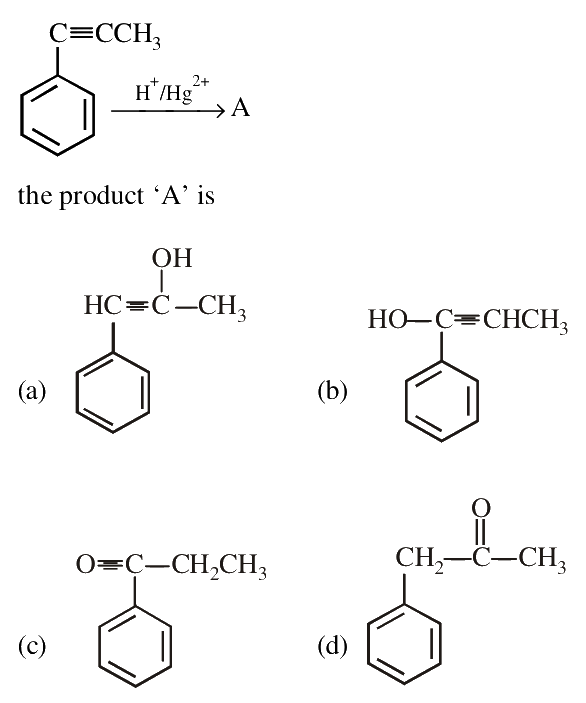 C≡CCH₃
H⁺/Hg²⁺
A
the product ‘A’ is
OH
HC≡C—CH₃
(a)
HO—C≡CHCH₃
(b)
O≡C—CH₂CH₃
(c)
O
CH₂—C—CH₃
(d)